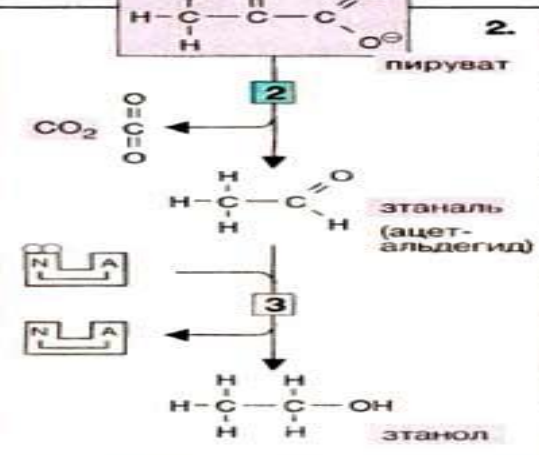 H-C-C-C
H
O⊖
2.
пируват
2
CO₂
O
C
O
H
H-C-C
O
H
H
этаналь
(ацет-
альдегид)
N A
3
N A
H H
H-C-C-OH
H H
этанол